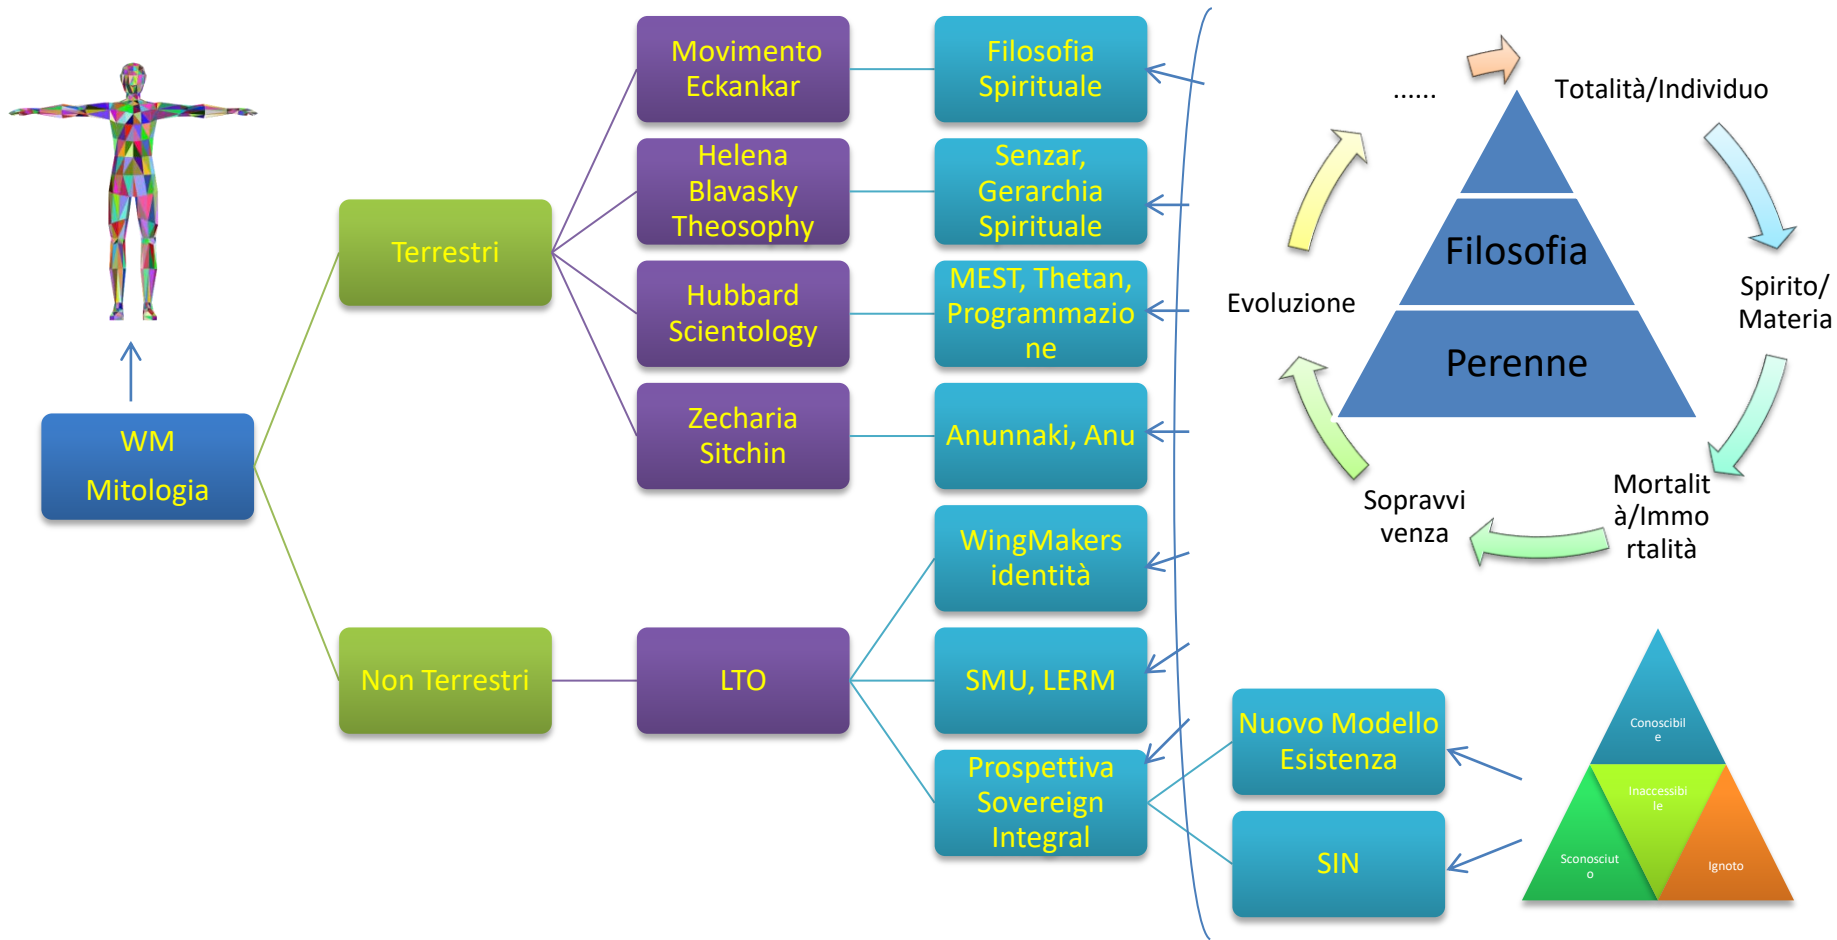 WM
Mitologia
Terrestri
Non Terrestri
Movimento
Eckankar
Helena
Blavasky
Theosophy
Hubbard
Scientology
Zecharia
Sitchin
LTO
Filosofia
Spirituale
Senzar,
Gerarchia
Spirituale
MEST, Thetan,
Programmazio
ne
Anunnaki, Anu
WingMakers
identità
SMU, LERM
Prospettiva
Sovereign
Integral
Nuovo Modello
Esistenza
SIN
......
Totalità/Individuo
Spirito/
Materia
Mortalit
à/Immo
rtalità
Sopravvi
venza
Evoluzione
Filosofia
Perenne
Conoscibil
e
Inaccessibi
le
Sconosciut
o
Ignoto